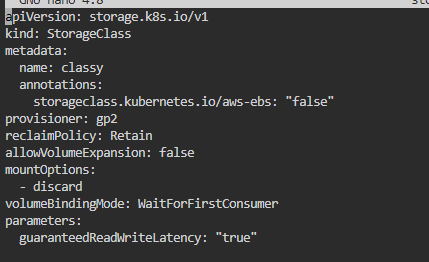 GNU nano 4.8
apiVersion: storage.k8s.io/v1
kind: StorageClass
metadata:
  name: classy
  annotations:
    storageclass.kubernetes.io/aws-ebs: "false"
provisioner: gp2
reclaimPolicy: Retain
allowVolumeExpansion: false
mountOptions:
  - discard
volumeBindingMode: WaitForFirstConsumer
parameters:
  guaranteedReadWriteLatency: "true"